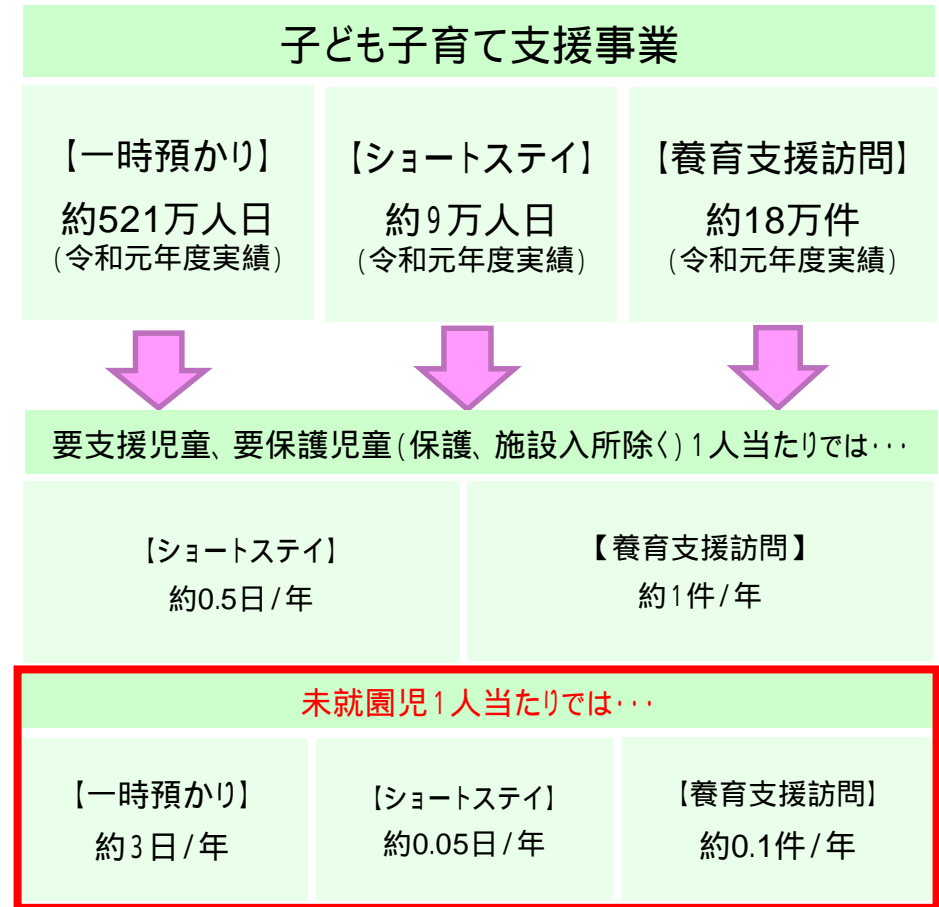 子ども子育て支援事業
【一時預かり】
約521万人日
(令和元年度実績)
【ショートステイ】
約9万人日
(令和元年度実績)
【養育支援訪問】
約18万件
(令和元年度実績)
要支援児童、要保護児童(保護、施設入所除く)1人当たりでは・・・
【ショートステイ】
約0.5日/年
【養育支援訪問】
約1件/年
未就園児1人当たりでは・・・
【一時預かり】
約3日/年
【ショートステイ】
約0.05日/年
【養育支援訪問】
約0.1件/年